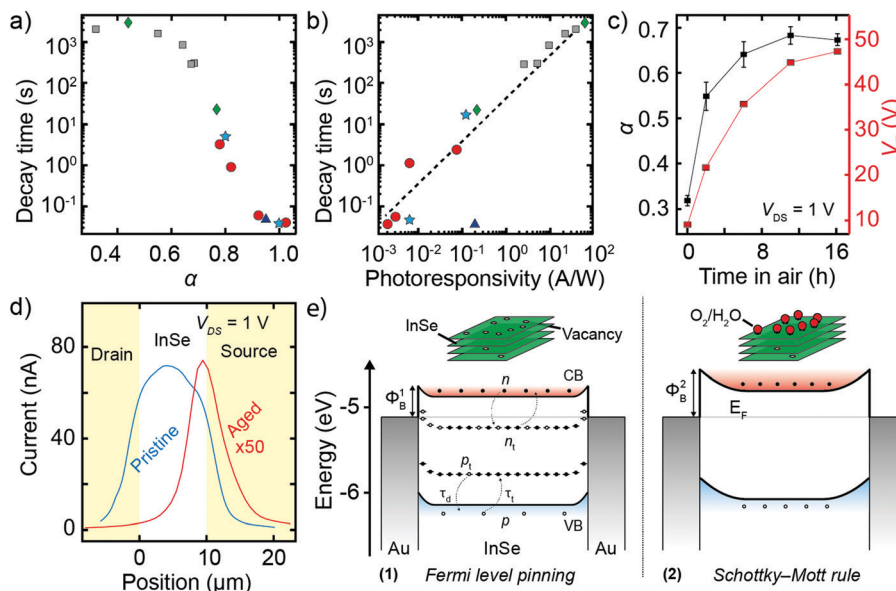 a)
Decay time (s)
10³
10²
10¹
10⁰
10⁻¹
0.4 0.6 0.8 1.0
α
b)
Decay time (s)
10³
10²
10¹
10⁰
10⁻¹
10⁻³ 10⁻² 10⁻¹ 10⁰ 10¹ 10²
Photoresponsivity (A/W)
c)
α
0.7
0.6
0.5
0.4
0.3
50
40
30
20
10
(V)
V_DS = 1 V
0 4 8 12 16
Time in air (h)
d)
Current (nA)
80
40
0
InSe
V_DS = 1 V
Drain
Source
Pristine
Aged
x50
0 10 20
Position (µm)
e)
InSe
Vacancy
O₂/H₂O
Energy (eV)
-5
-6
Φ_B¹
n
CB
n_t
p_t
τ_d
τ_t
p
VB
Au
InSe
Au
(1) Fermi level pinning
Φ_B²
E_F
(2) Schottky–Mott rule